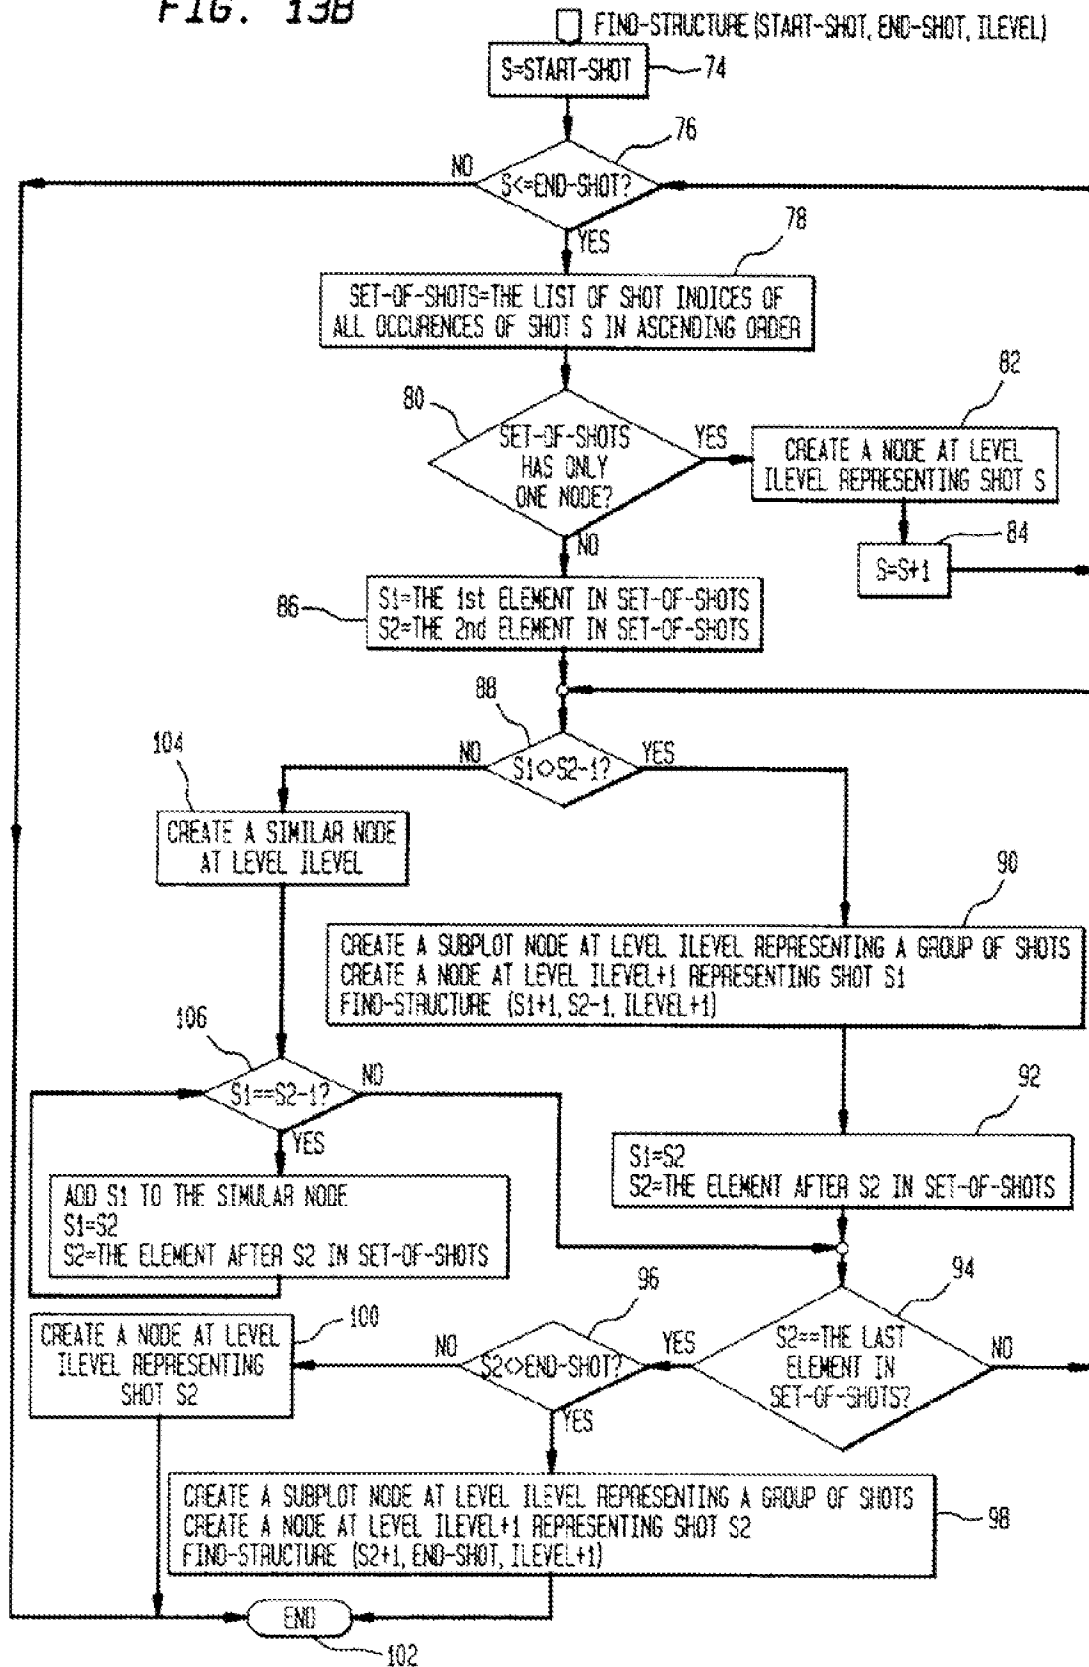 FIG. 13B
FIND-STRUCTURE (START-SHOT, END-SHOT, ILEVEL)
S=START-SHOT
74
76
NO
S<=END-SHOT?
YES
78
SET-OF-SHOTS=THE LIST OF SHOT INDICES OF
ALL OCCURENCES OF SHOT S IN ASCENDING ORDER
80
82
SET-OF-SHOTS
HAS ONLY
ONE NODE?
YES
CREATE A NODE AT LEVEL
ILEVEL REPRESENTING SHOT S
NO
84
S=S+1
86
S1=THE 1st ELEMENT IN SET-OF-SHOTS
S2=THE 2nd ELEMENT IN SET-OF-SHOTS
88
104
NO
S1<>S2-1?
YES
CREATE A SIMILAR NODE
AT LEVEL ILEVEL
90
CREATE A SUBPLOT NODE AT LEVEL ILEVEL REPRESENTING A GROUP OF SHOTS
CREATE A NODE AT LEVEL ILEVEL+1 REPRESENTING SHOT S1
FIND-STRUCTURE (S1+1, S2-1, ILEVEL+1)
106
S1==S2-1?
NO
92
YES
S1=S2
S2=THE ELEMENT AFTER S2 IN SET-OF-SHOTS
ADD S1 TO THE SIMULAR NODE
S1=S2
S2=THE ELEMENT AFTER S2 IN SET-OF-SHOTS
94
96
100
CREATE A NODE AT LEVEL
ILEVEL REPRESENTING
SHOT S2
NO
S2<>END-SHOT?
YES
S2==THE LAST
ELEMENT IN
SET-OF-SHOTS?
NO
YES
CREATE A SUBPLOT NODE AT LEVEL ILEVEL REPRESENTING A GROUP OF SHOTS
CREATE A NODE AT LEVEL ILEVEL+1 REPRESENTING SHOT S2
FIND-STRUCTURE (S2+1, END-SHOT, ILEVEL+1)
98
END
102